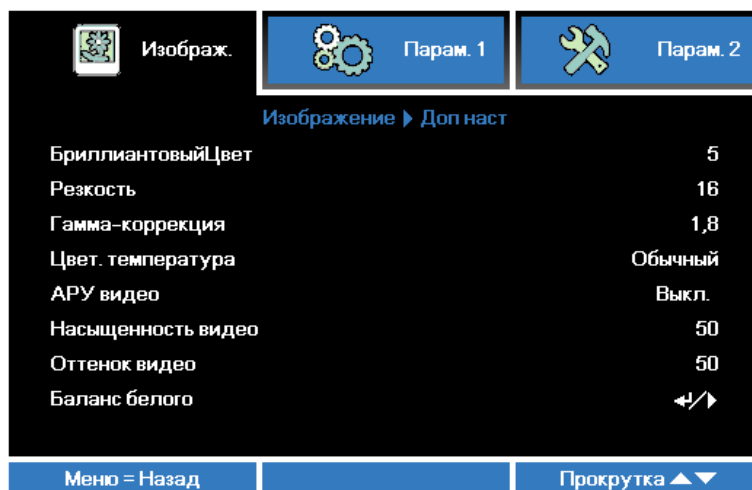 Изображ. Парам. 1 Парам. 2
Изображение Доп наст
БриллиантовыйЦвет 5
Резкость 16
Гамма-коррекция 1,8
Цвет. температура Обычный
АРУ видео Выкл.
Насыщенность видео 50
Оттенок видео 50
Баланс белого
Меню = Назад Прокрутка